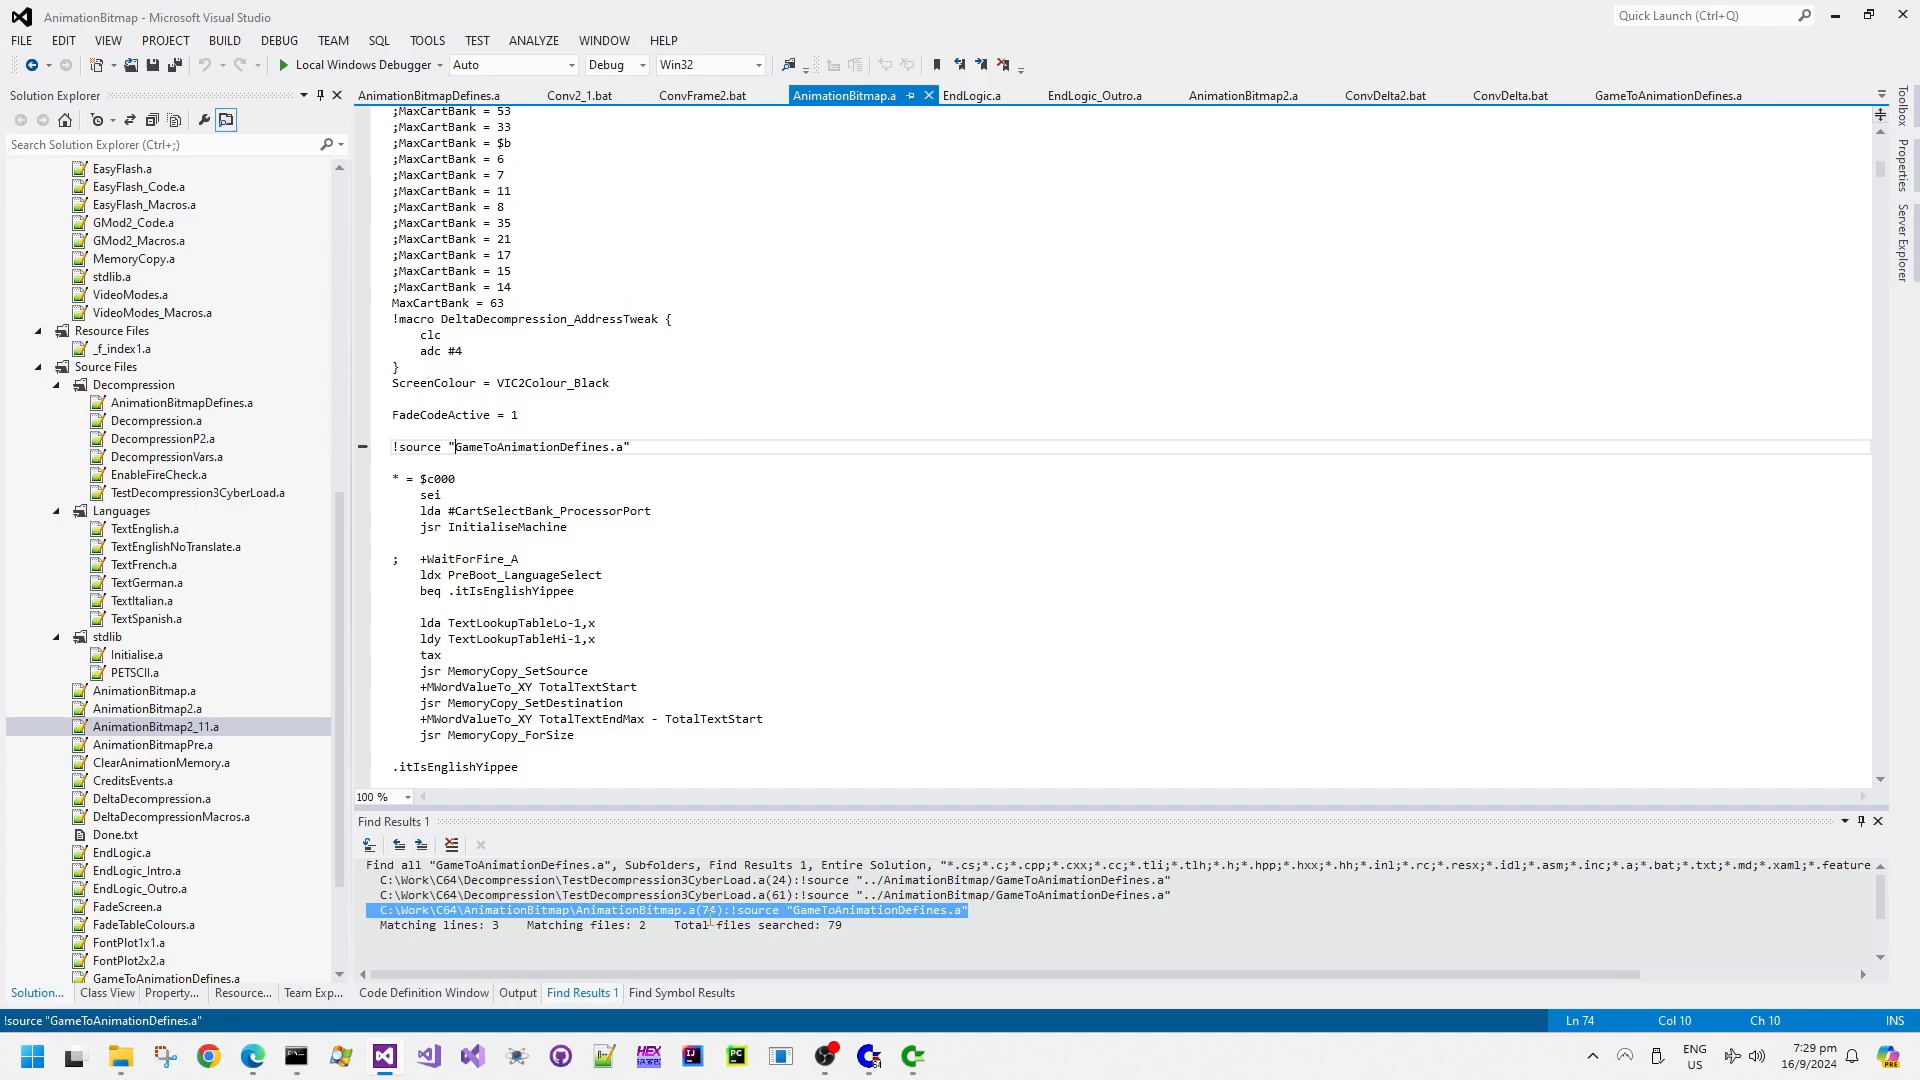 AnimationBitmap - Microsoft Visual Studio
Quick Launch (Ctrl+Q)
FILE EDIT VIEW PROJECT BUILD DEBUG TEAM SQL TOOLS TEST ANALYZE WINDOW HELP
Local Windows Debugger Auto Debug Win32
Solution Explorer
AnimationBitmapDefines.a Conv2_1.bat ConvFrame2.bat AnimationBitmap.a EndLogic.a EndLogic_Outro.a AnimationBitmap2.a ConvDelta2.bat ConvDelta.bat GameToAnimationDefines.a
Search Solution Explorer (Ctrl+;)
EasyFlash.a
EasyFlash_Code.a
EasyFlash_Macros.a
GMod2_Code.a
GMod2_Macros.a
MemoryCopy.a
stdlib.a
VideoModes.a
VideoModes_Macros.a
Resource Files
_f_index1.a
Source Files
Decompression
AnimationBitmapDefines.a
Decompression.a
DecompressionP2.a
DecompressionVars.a
EnableFireCheck.a
TestDecompression3CyberLoad.a
Languages
TextEnglish.a
TextEnglishNoTranslate.a
TextFrench.a
TextGerman.a
TextItalian.a
TextSpanish.a
stdlib
Initialise.a
PETSCII.a
AnimationBitmap.a
AnimationBitmap2.a
AnimationBitmap2_11.a
AnimationBitmapPre.a
ClearAnimationMemory.a
CreditsEvents.a
DeltaDecompression.a
DeltaDecompressionMacros.a
Done.txt
EndLogic.a
EndLogic_Intro.a
EndLogic_Outro.a
FadeScreen.a
FadeTableColours.a
FontPlot1x1.a
FontPlot2x2.a
GameToAnimationDefines.a
Solution... Class View Property... Resource... Team Exp...
;MaxCartBank = 53
;MaxCartBank = 33
;MaxCartBank = $b
;MaxCartBank = 6
;MaxCartBank = 7
;MaxCartBank = 11
;MaxCartBank = 8
;MaxCartBank = 35
;MaxCartBank = 21
;MaxCartBank = 17
;MaxCartBank = 15
;MaxCartBank = 14
MaxCartBank = 63
!macro DeltaDecompression_AddressTweak {
clc
adc #4
}
ScreenColour = VIC2Colour_Black
FadeCodeActive = 1
!source "GameToAnimationDefines.a"
* = $c000
sei
lda #CartSelectBank_ProcessorPort
jsr InitialiseMachine
; +WaitForFire_A
ldx PreBoot_LanguageSelect
beq .itIsEnglishYippee
lda TextLookupTableLo-1,x
ldy TextLookupTableHi-1,x
tax
jsr MemoryCopy_SetSource
+MWordValueTo_XY TotalTextStart
jsr MemoryCopy_SetDestination
+MWordValueTo_XY TotalTextEndMax - TotalTextStart
jsr MemoryCopy_ForSize
.itIsEnglishYippee
100 %
Toolbox
Properties
Server Explorer
Find Results 1
Find all "GameToAnimationDefines.a", Subfolders, Find Results 1, Entire Solution, "*.cs;*.c;*.cpp;*.cxx;*.cc;*.tli;*.tlh;*.h;*.hpp;*.hxx;*.hh;*.inl;*.rc;*.resx;*.idl;*.asm;*.inc;*.a;*.bat;*.txt;*.md;*.xaml;*.feature
C:\Work\C64\Decompression\TestDecompression3CyberLoad.a(24):!source "../AnimationBitmap/GameToAnimationDefines.a"
C:\Work\C64\Decompression\TestDecompression3CyberLoad.a(61):!source "../AnimationBitmap/GameToAnimationDefines.a"
C:\Work\C64\AnimationBitmap\AnimationBitmap.a(74):!source "GameToAnimationDefines.a"
Matching lines: 3 Matching files: 2 Total files searched: 79
Code Definition Window Output Find Results 1 Find Symbol Results
!source "GameToAnimationDefines.a" Ln 74 Col 10 Ch 10 INS
HEX
IJ
PC
64
ENG
US
7:29 pm
16/9/2024
PRE